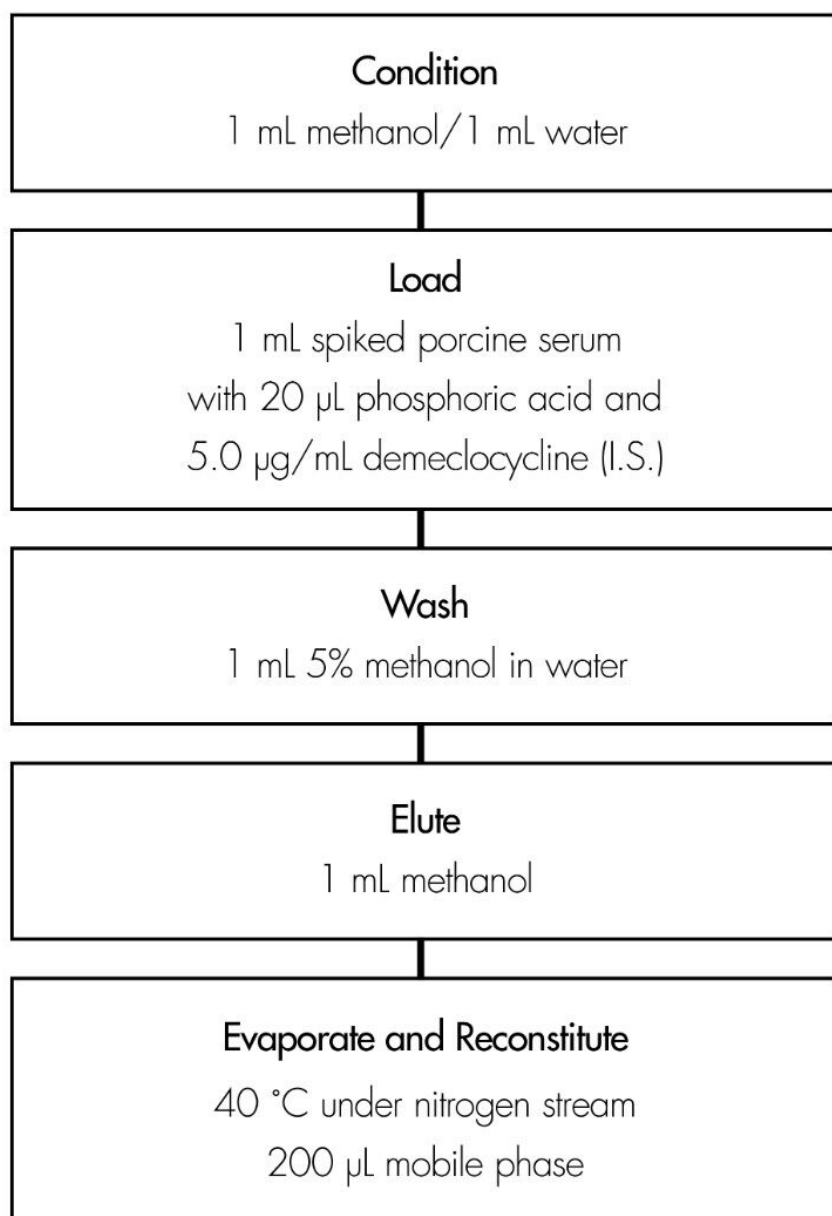 Condition
1 mL methanol/1 mL water
Load
1 mL spiked porcine serum
with 20 µL phosphoric acid and
5.0 µg/mL demeclocycline (I.S.)
Wash
1 mL 5% methanol in water
Elute
1 mL methanol
Evaporate and Reconstitute
40 °C under nitrogen stream
200 µL mobile phase